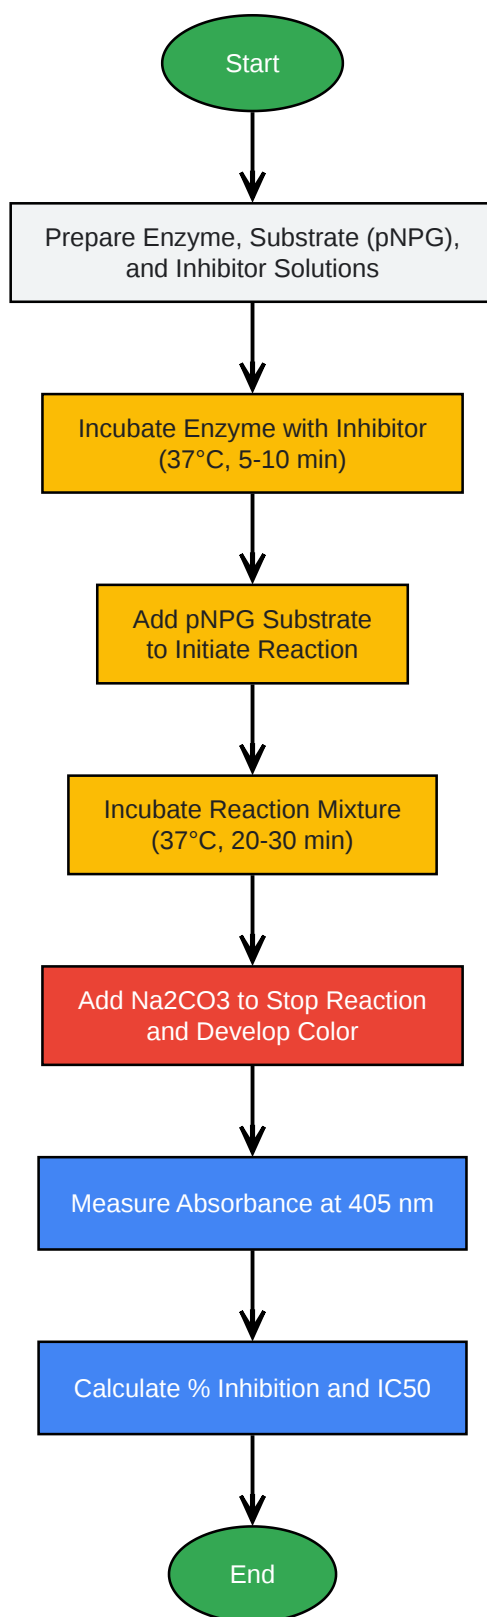 Start
Prepare Enzyme, Substrate (pNPG),
and Inhibitor Solutions
Incubate Enzyme with Inhibitor
(37°C, 5-10 min)
Add pNPG Substrate
to Initiate Reaction
Incubate Reaction Mixture
(37°C, 20-30 min)
Add Na2CO3 to Stop Reaction
and Develop Color
Measure Absorbance at 405 nm
Calculate % Inhibition and IC50
End